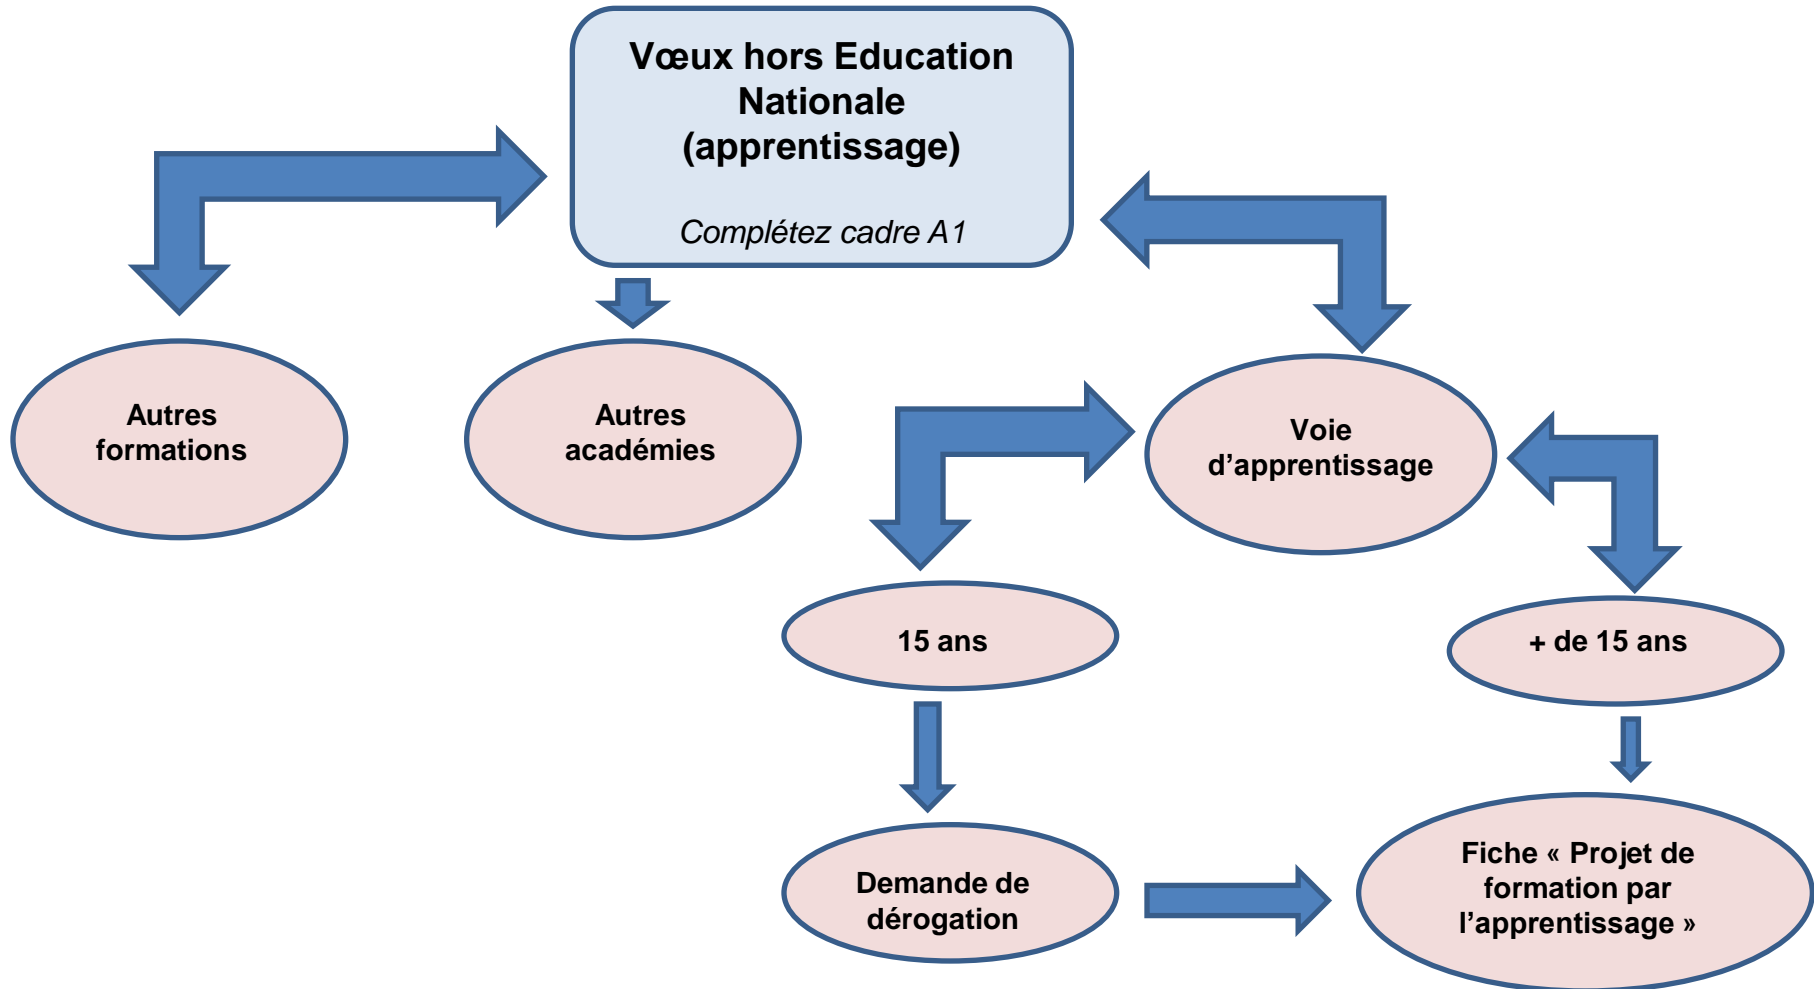 Vœux hors Education
Nationale
(apprentissage)
Complétez cadre A1
Autres
formations
Autres
académies
Voie
d’apprentissage
15 ans
+ de 15 ans
Demande de
dérogation
Fiche « Projet de
formation par
l’apprentissage »